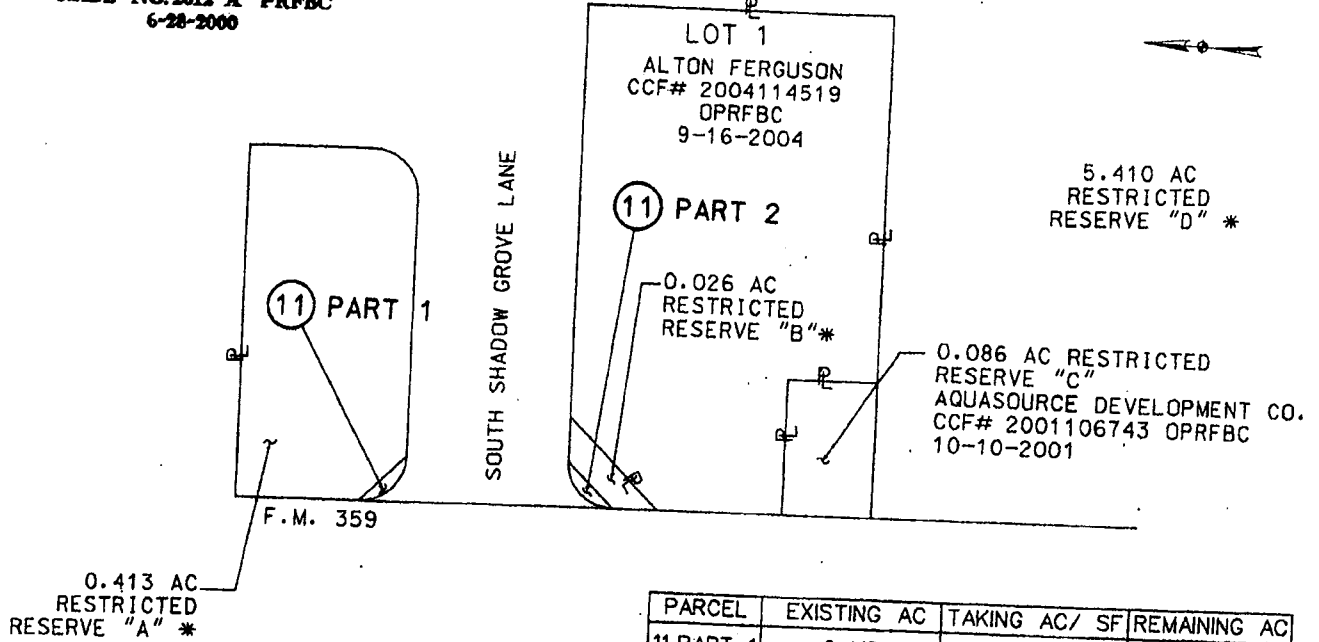 6-28-2000
LOT 1
ALTON FERGUSON
CCF# 2004114519
OPRFBC
9-16-2004
5.410 AC
RESTRICTED
RESERVE "D" *
SOUTH SHADOW GROVE LANE
11 PART 2
0.026 AC
RESTRICTED
RESERVE "B"*
11 PART 1
0.086 AC RESTRICTED
RESERVE "C"
AQUASOURCE DEVELOPMENT CO.
CCF# 2001106743 OPRFBC
10-10-2001
F.M. 359
0.413 AC
RESTRICTED
RESERVE "A" *
PARCEL EXISTING AC TAKING AC/ SF REMAINING AC